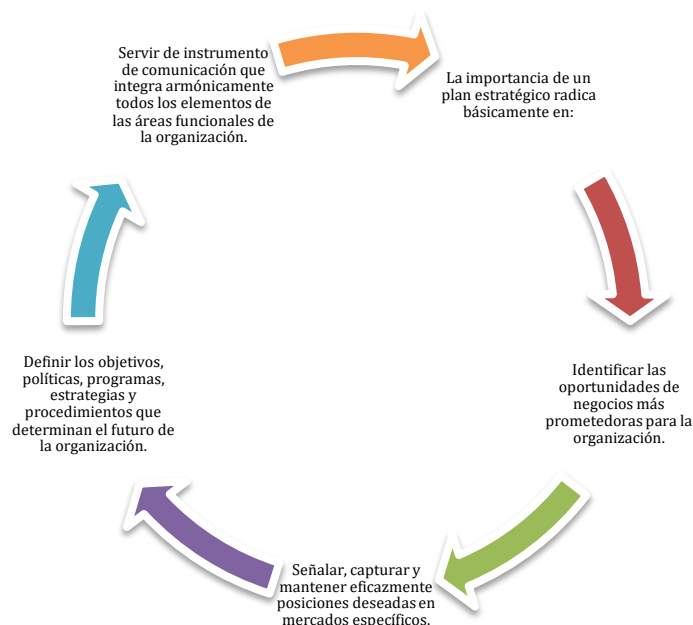 La importancia de un
plan estratégico radica
básicamente en:
Identificar las
oportunidades de
negocios más
prometedoras para la
organización.
Señalar, capturar y
mantener eficazmente
posiciones deseadas en
mercados específicos.
Definir los objetivos,
políticas, programas,
estrategias y
procedimientos que
determinan el futuro de
la organización.
Servir de instrumento
de comunicación que
integra armónicamente
todos los elementos de
las áreas funcionales de
la organización.